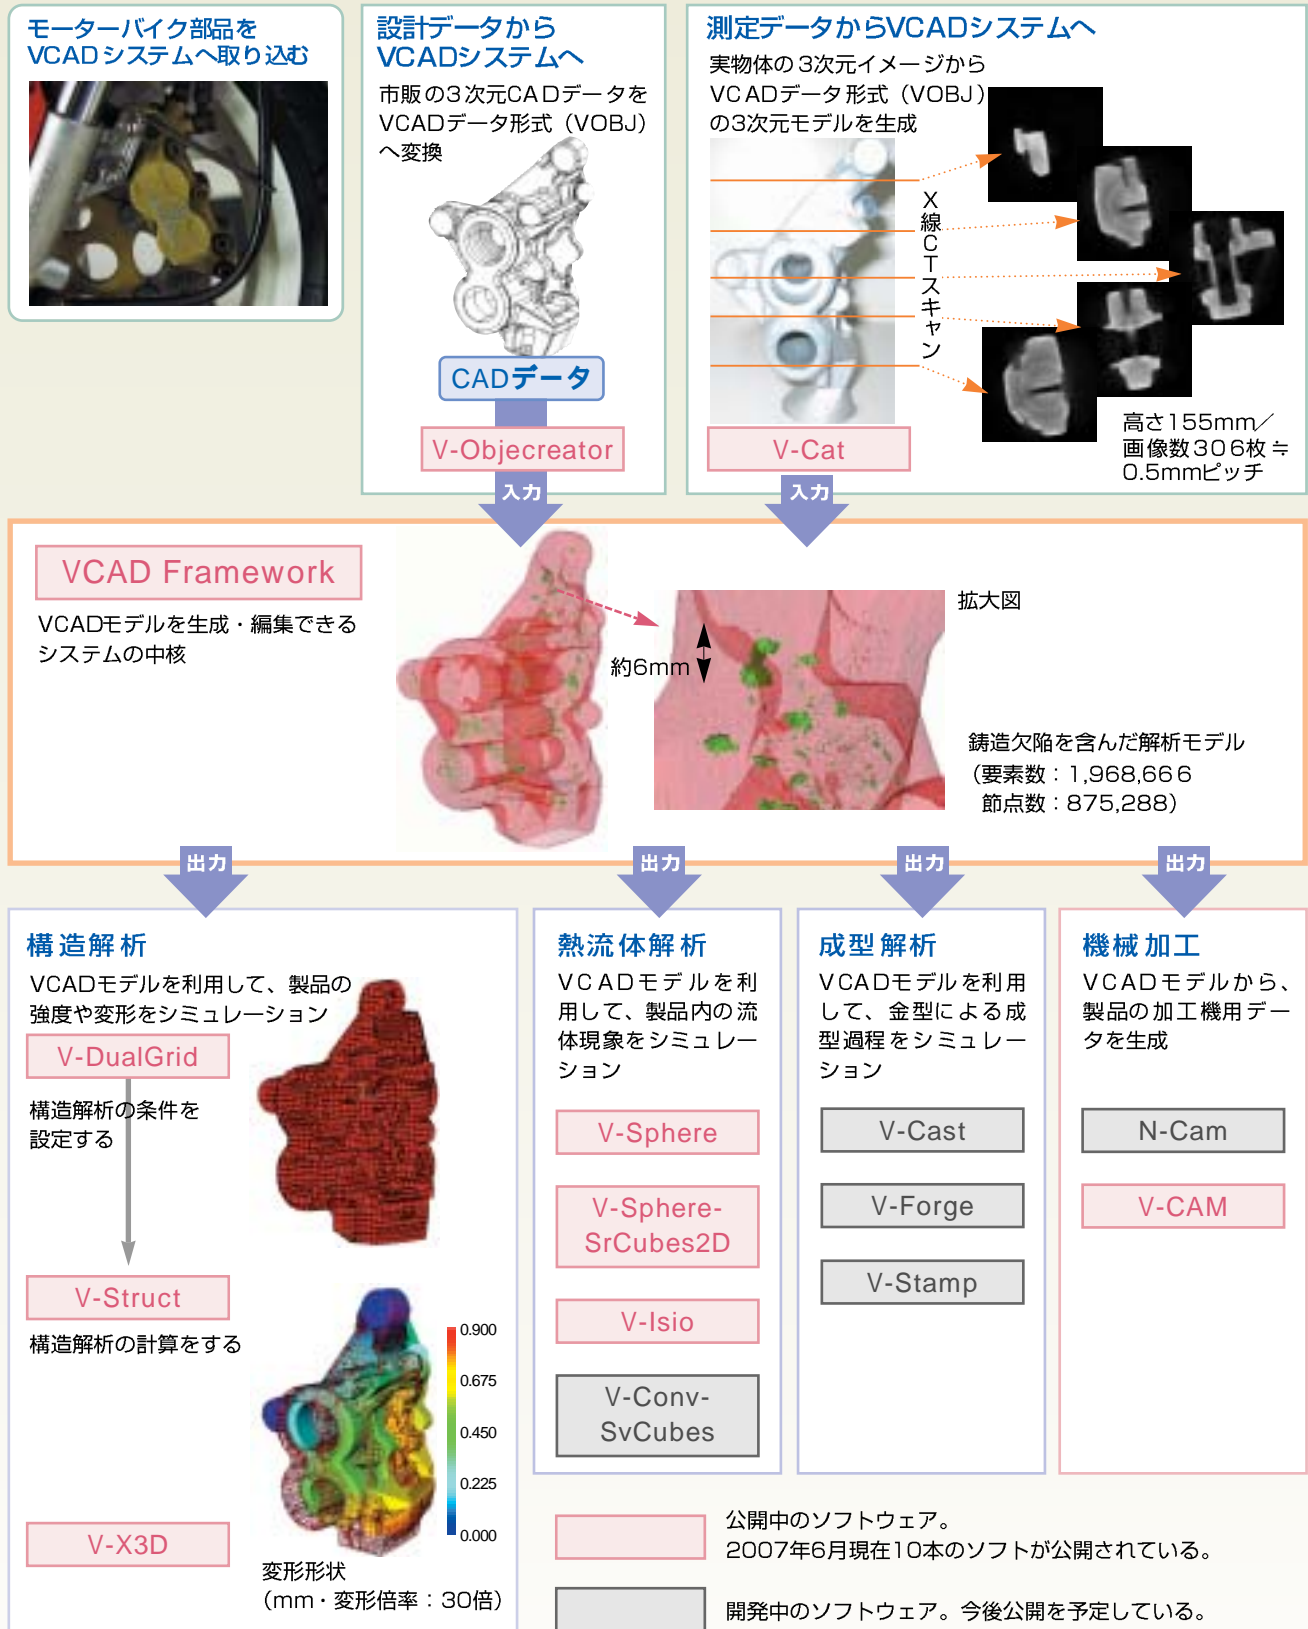 モーターバイク部品を
VCADシステムへ取り込む
設計データから
VCADシステムへ
市販の3次元CADデータを
VCADデータ形式（VOBJ）
へ変換
CADデータ
V-Objecreator
入力
測定データからVCADシステムへ
実物体の3次元イメージから
VCADデータ形式（VOBJ）
の3次元モデルを生成
X線CTスキャン
高さ155mm／
画像数306枚≒
0.5mmピッチ
V-Cat
入力
VCAD Framework
VCADモデルを生成・編集できる
システムの中核
約6mm
拡大図
鋳造欠陥を含んだ解析モデル
（要素数：1,968,666
節点数：875,288）
出力
出力
出力
出力
構造解析
VCADモデルを利用して、製品の
強度や変形をシミュレーション
V-DualGrid
構造解析の条件を
設定する
V-Struct
構造解析の計算をする
0.900
0.675
0.450
0.225
0.000
V-X3D
変形形状
（mm・変形倍率：30倍）
熱流体解析
VCADモデルを利
用して、製品内の流
体現象をシミュレー
ション
V-Sphere
V-Sphere-
SrCubes2D
V-Isio
V-Conv-
SvCubes
成型解析
VCADモデルを利用
して、金型による成
型過程をシミュレー
ション
V-Cast
V-Forge
V-Stamp
機械加工
VCADモデルから、
製品の加工機用デー
タを生成
N-Cam
V-CAM
公開中のソフトウェア。
2007年6月現在10本のソフトが公開されている。
開発中のソフトウェア。今後公開を予定している。